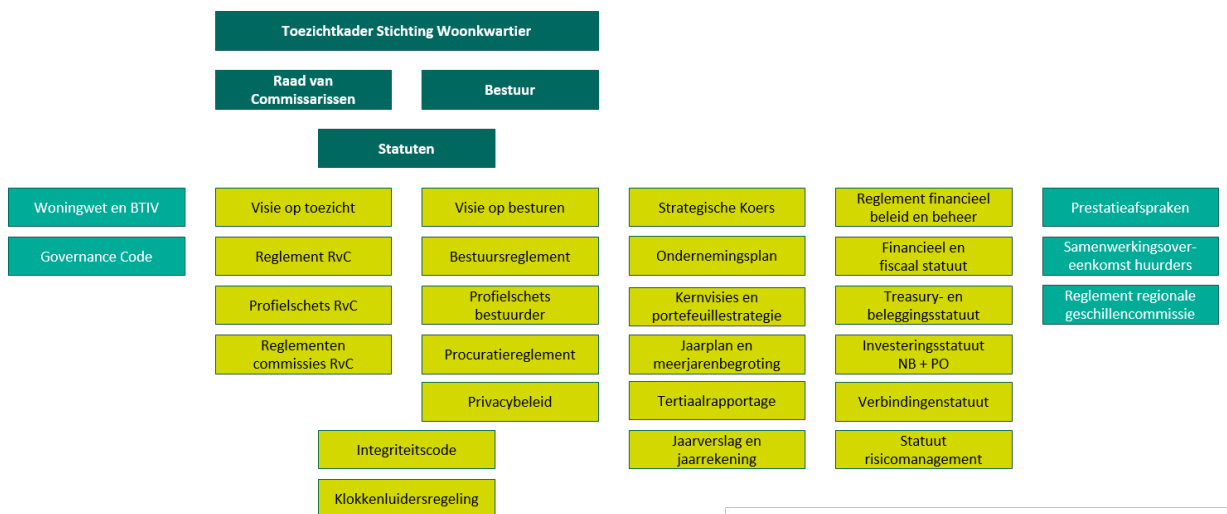 Toezichtkader Stichting Woonkwartier
Raad van
Commissarissen
Bestuur
Statuten
Woningwet en BTIV
Governance Code
Visie op toezicht
Reglement RvC
Profielschets RvC
Reglementen
commissies RvC
Visie op besturen
Bestuursreglement
Profielschets
bestuurder
Procuratiereglement
Privacybeleid
Integriteitscode
Klokkenluidersregeling
Strategische Koers
Ondernemingsplan
Kernvisies en
portefeuillestrategie
Jaarplan en
meerjarenbegroting
Tertiaalrapportage
Jaarverslag en
jaarrekening
Reglement financieel
beleid en beheer
Financieel en
fiscaal statuut
Treasury- en
beleggingsstatuut
Investeringsstatuut
NB + PO
Verbindingenstatuut
Statuut
risicomanagement
Prestatieafspraken
Samenwerkingsover-
eenkomst huurders
Reglement regionale
geschillencommissie